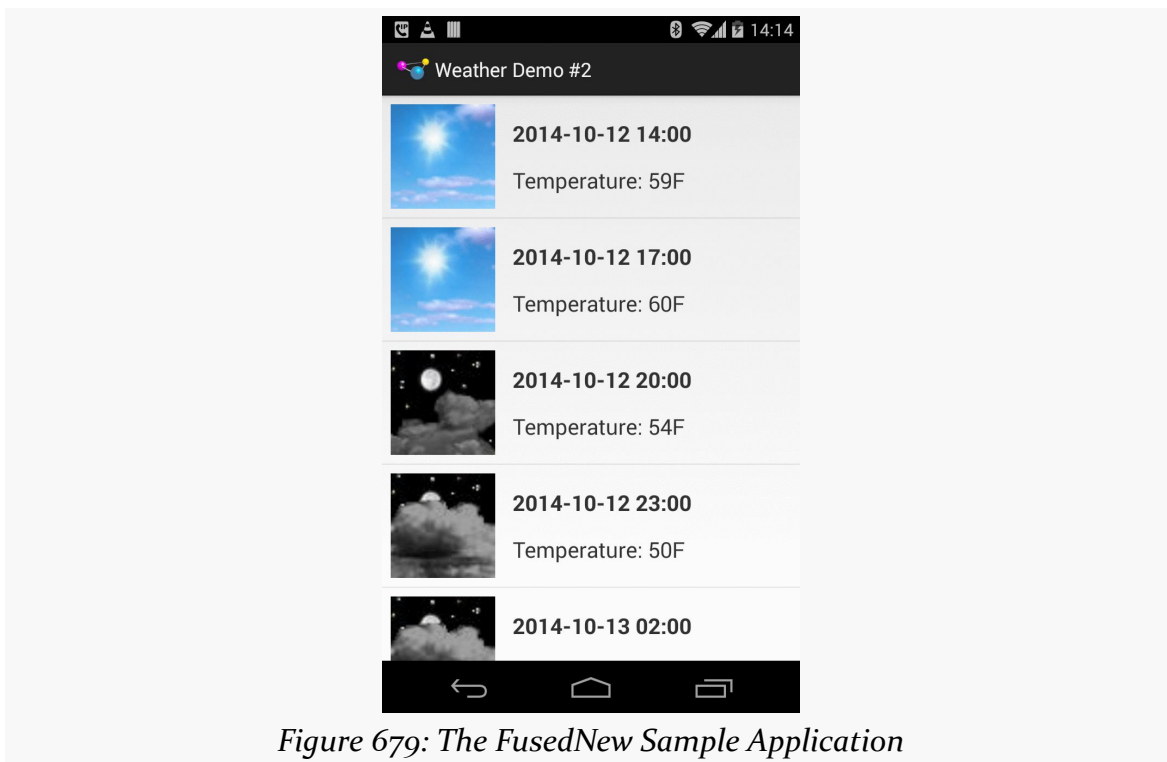 14:14
Weather Demo #2
2014-10-12 14:00
Temperature: 59F
2014-10-12 17:00
Temperature: 60F
2014-10-12 20:00
Temperature: 54F
2014-10-12 23:00
Temperature: 50F
2014-10-13 02:00
Figure 679: The FusedNew Sample Application